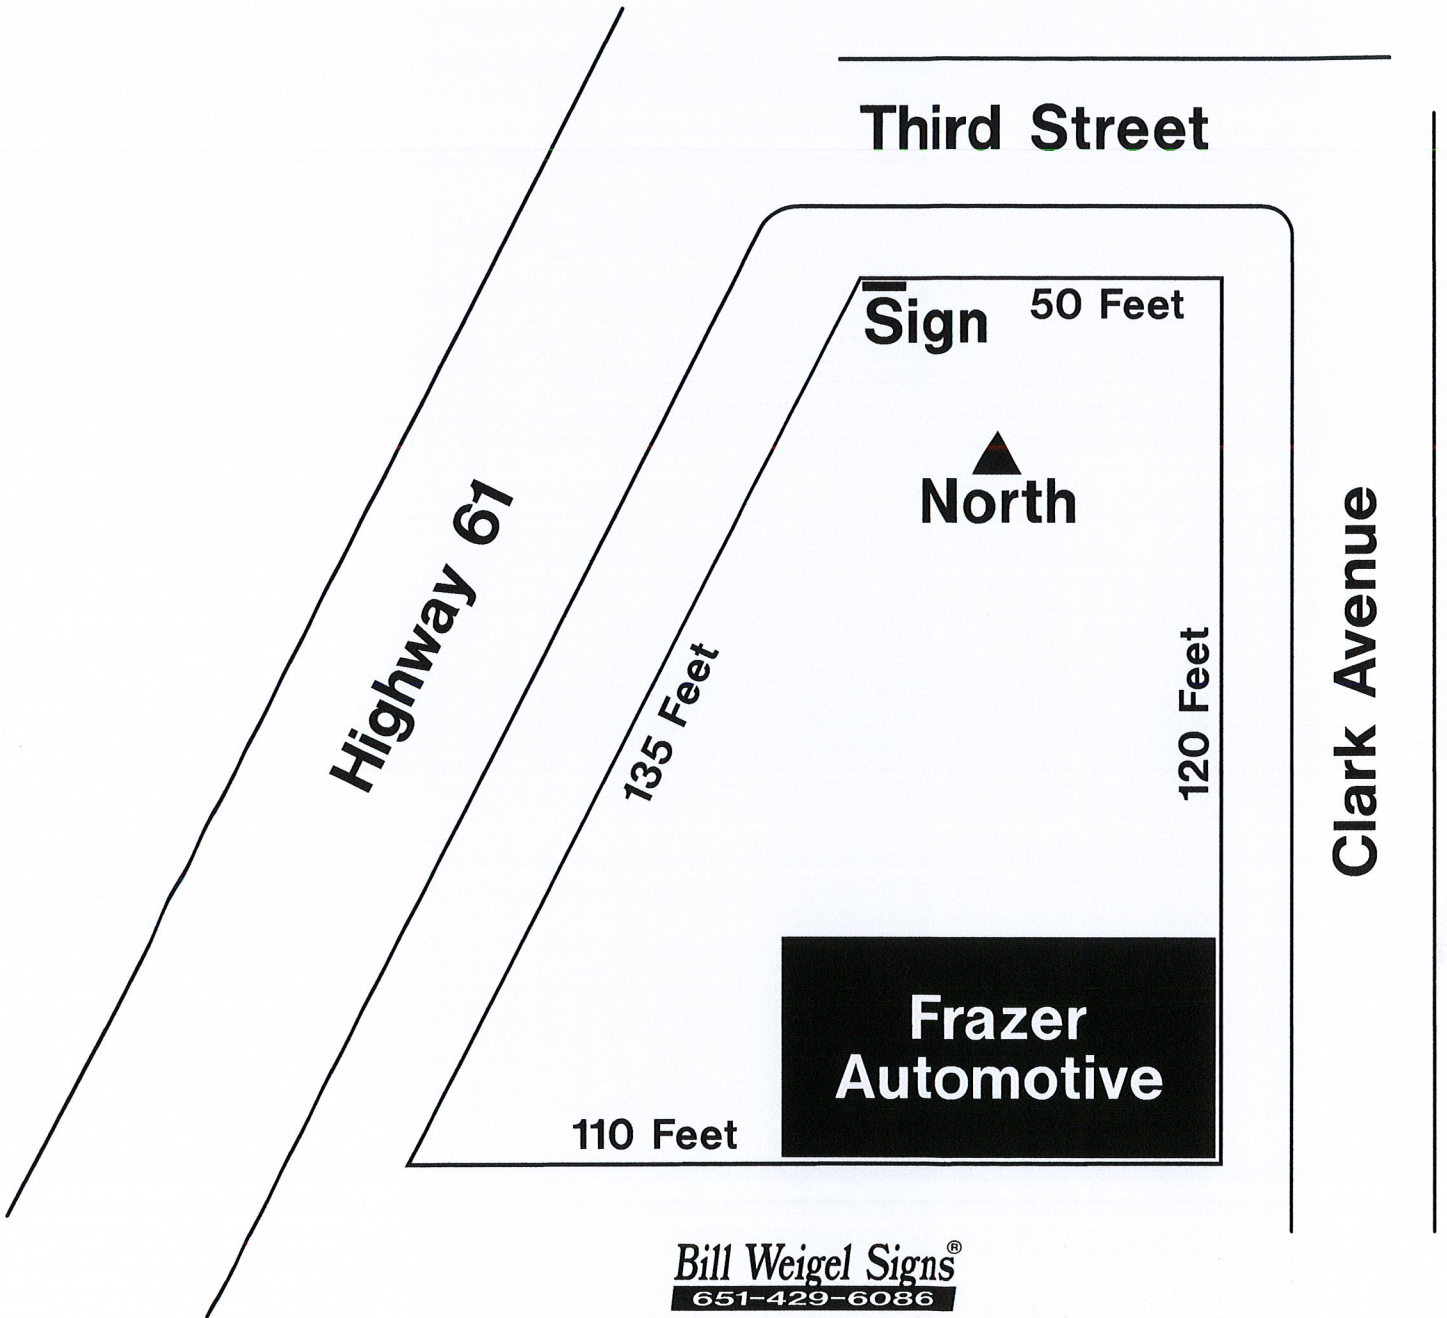 Third Street
Sign
50 Feet
North
Highway 61
135 Feet
120 Feet
Clark Avenue
Frazer
Automotive
110 Feet
Bill Weigel Signs®
651-429-6086